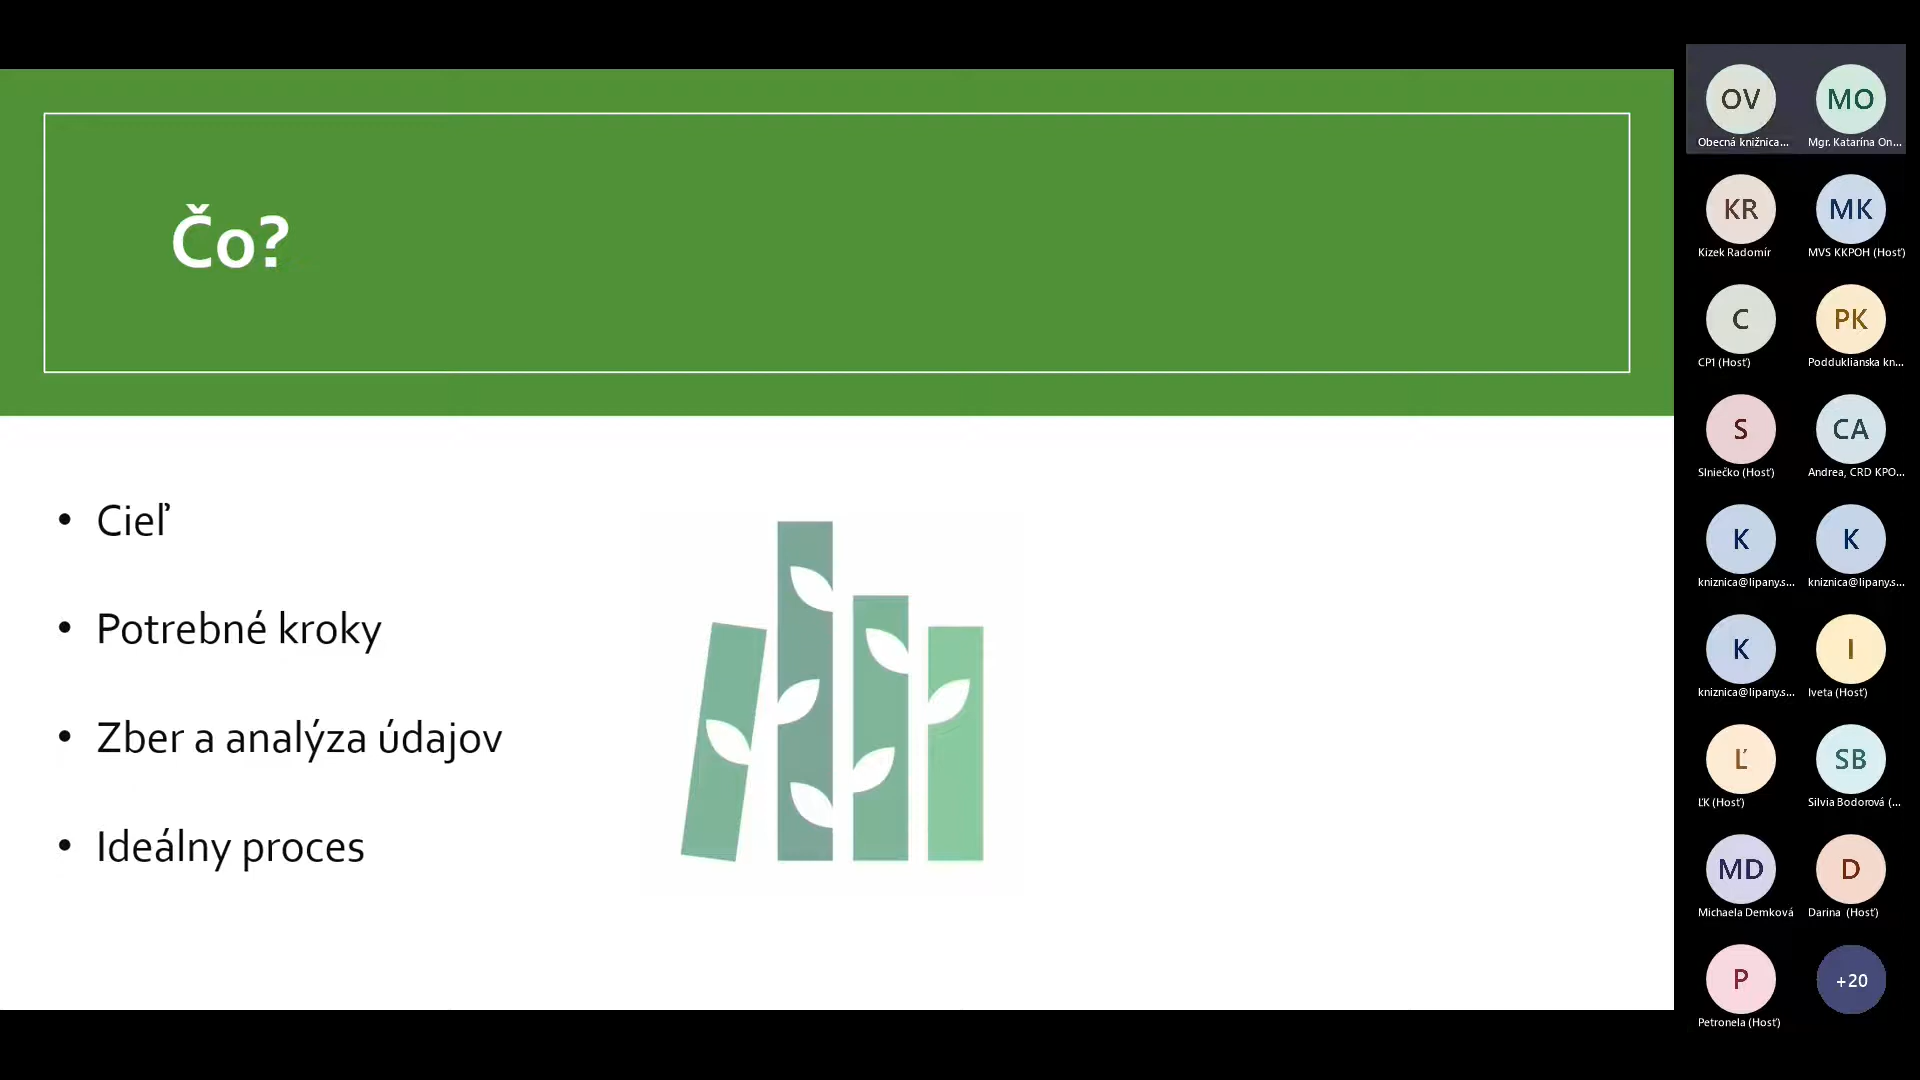 Čo?
• Cieľ
• Potrebné kroky
• Zber a analýza údajov
• Ideálny proces
OV MO
Obecná knižnica... Mgr. Katarína On...
KR MK
Kizek Radomír MVS KKPOH (Hosť)
C PK
CP1 (Hosť) Podduklianska kn...
S CA
Slniečko (Hosť) Andrea, CRD KPO...
K K
kniznica@lipany.s... kniznica@lipany.s...
K I
kniznica@lipany.s... Iveta (Hosť)
Ľ SB
ĽK (Hosť) Silvia Bodorová (...
MD D
Michaela Demková Darina (Hosť)
P +20
Petronela (Hosť)